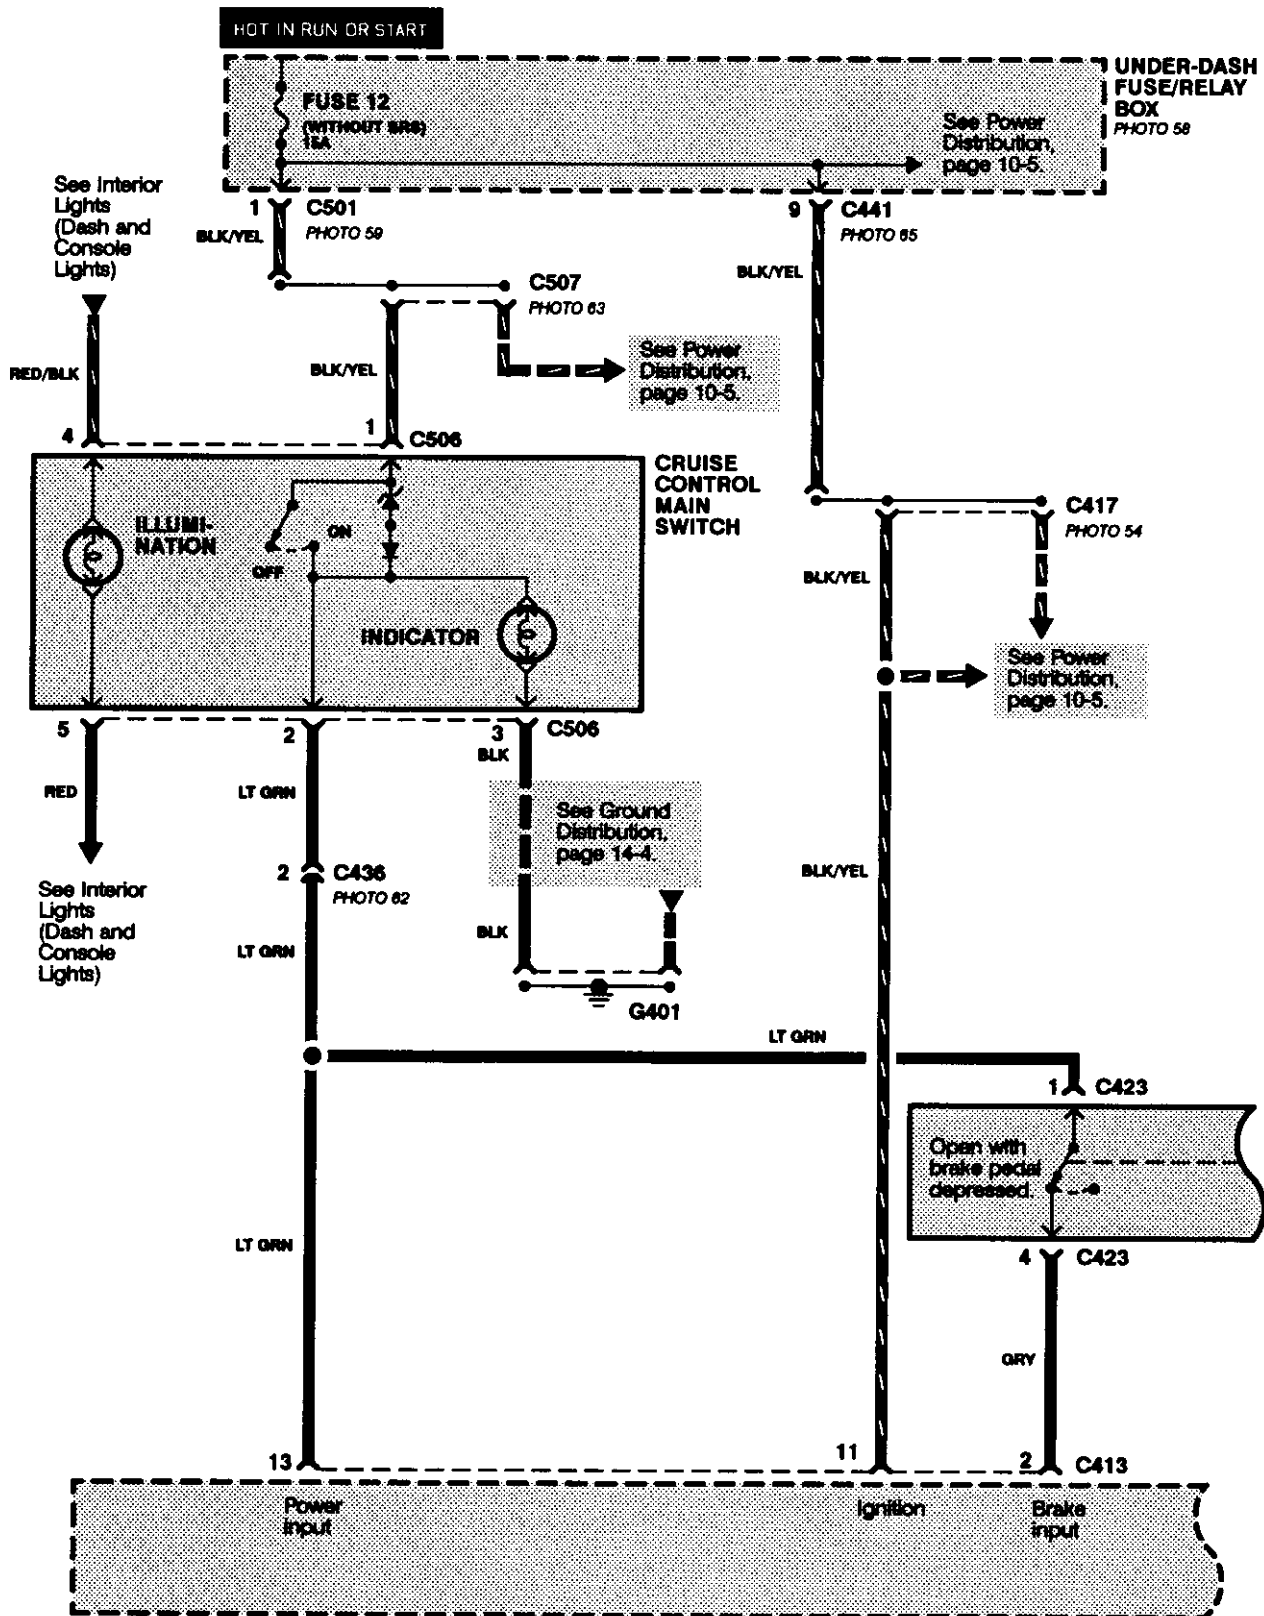 HOT IN RUN OR START
UNDER-DASH
FUSE/RELAY
BOX
PHOTO 58
FUSE 12
(WITHOUT SRS)
15A
See Power
Distribution,
page 10-5.
See Interior
Lights
(Dash and
Console
Lights)
1
C501
PHOTO 59
BLK/YEL
9
C441
PHOTO 65
BLK/YEL
C507
PHOTO 63
RED/BLK
BLK/YEL
See Power
Distribution,
page 10-5.
4
1
C506
CRUISE
CONTROL
MAIN
SWITCH
ILLUMI-
NATION
ON
OFF
INDICATOR
C417
PHOTO 54
BLK/YEL
See Power
Distribution,
page 10-5.
5
2
3
C506
BLK
RED
LT GRN
See Ground
Distribution,
page 14-4.
2
C436
PHOTO 62
BLK/YEL
See Interior
Lights
(Dash and
Console
Lights)
LT GRN
BLK
G401
LT GRN
1
C423
Open with
brake pedal
depressed.
LT GRN
4
C423
GRY
13
11
2
C413
Power
input
Ignition
Brake
input